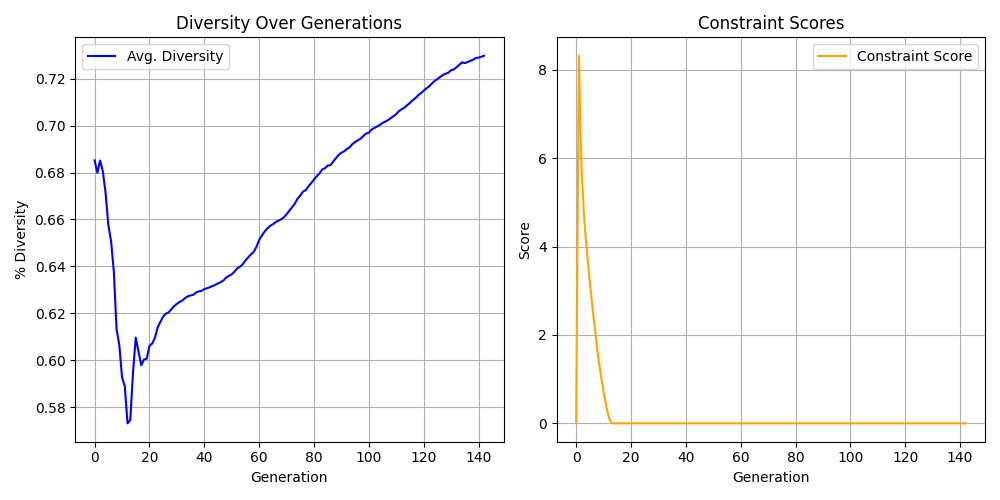 Diversity Over Generations
Avg. Diversity
0.72
0.70
0.68
0.66
0.64
0.62
0.60
0.58
% Diversity
0 20 40 60 80 100 120 140
Generation
Constraint Scores
Constraint Score
8
6
4
2
0
Score
0 20 40 60 80 100 120 140
Generation